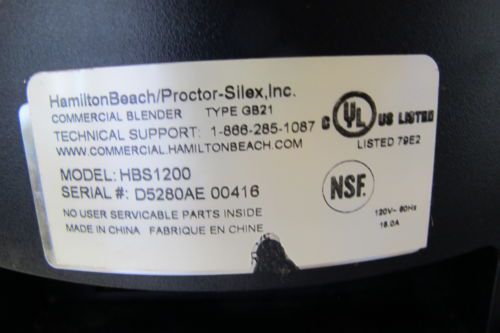 HamiltonBeach/Proctor-Silex,Inc.
COMMERCIAL BLENDER TYPE GB21
TECHNICAL SUPPORT: 1-866-285-1087
WWW.COMMERCIAL.HAMILTONBEACH.COM
C UL US LISTED
LISTED 79E2
MODEL: HBS1200
SERIAL #: D5280AE 00416
NSF.
NO USER SERVICABLE PARTS INSIDE
MADE IN CHINA FABRIQUE EN CHINE
120V~ 60Hz
15.0A